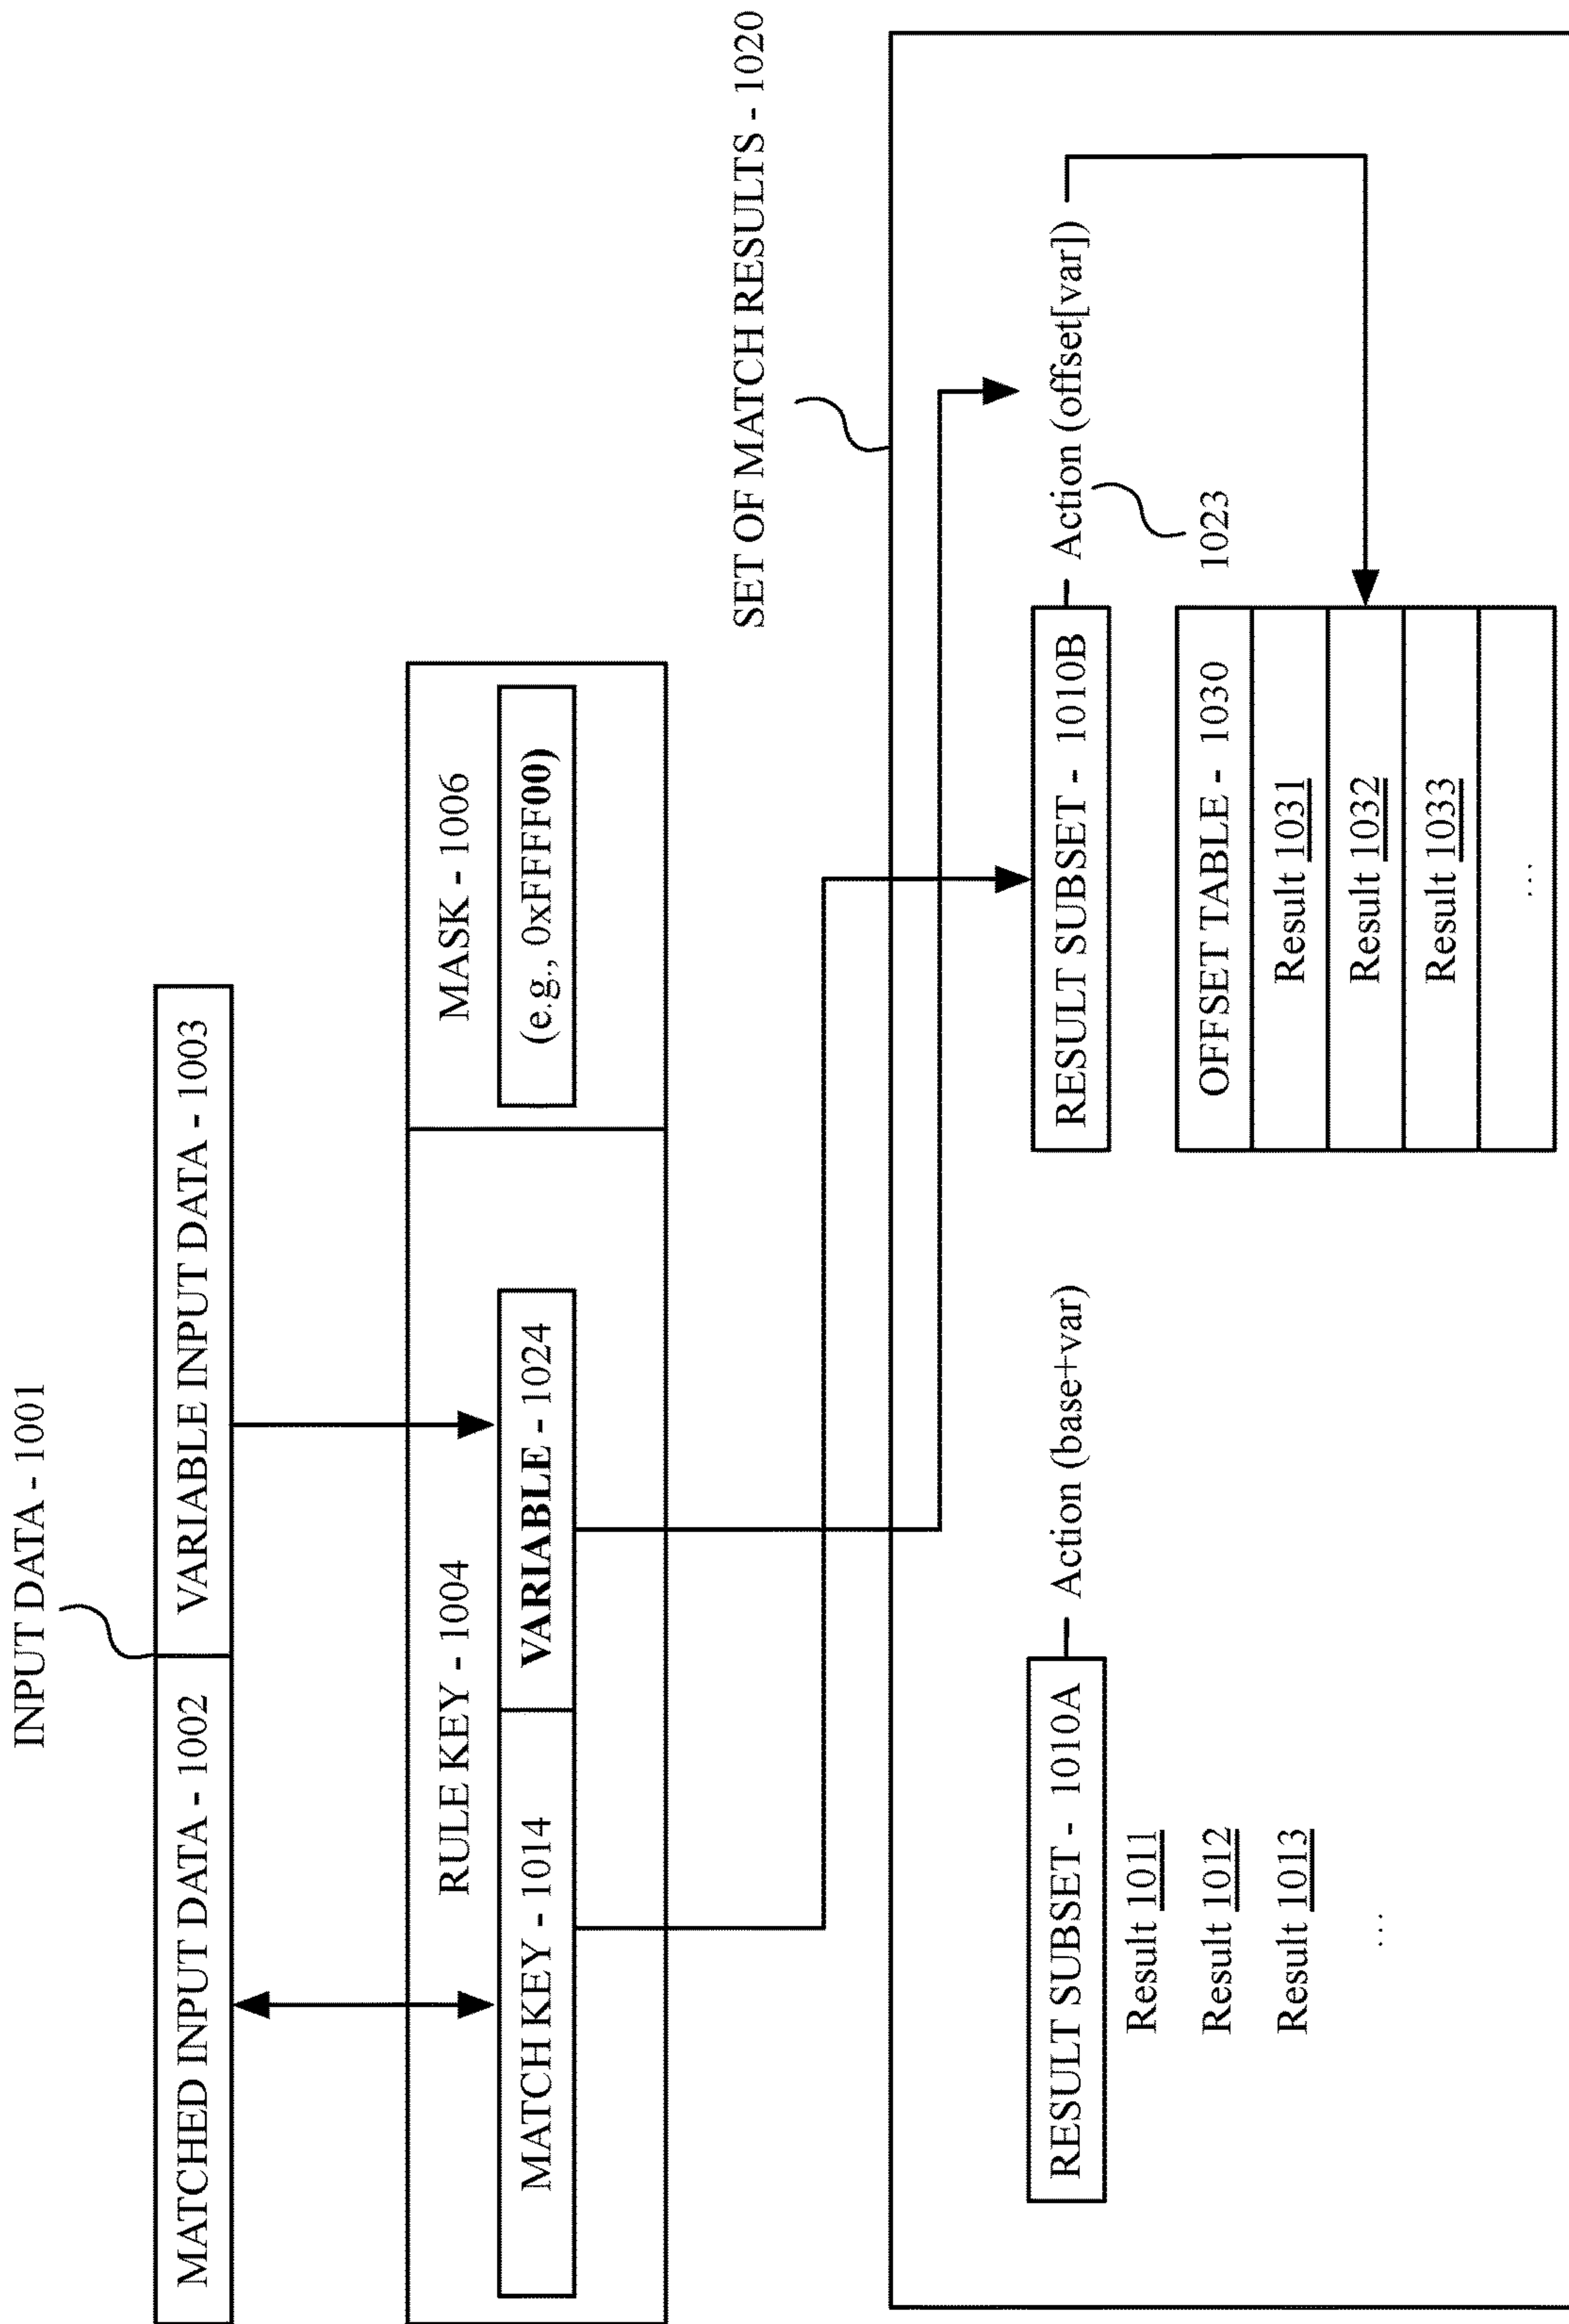 INPUT DATA - 1001
MATCHED INPUT DATA - 1002
VARIABLE INPUT DATA - 1003
RULE KEY - 1004
MASK - 1006
MATCH KEY - 1014
VARIABLE - 1024
(e.g., 0xFFFF00)
SET OF MATCH RESULTS - 1020
RESULT SUBSET - 1010A
Action (base+var)
Result 1011
Result 1012
Result 1013
...
RESULT SUBSET - 1010B
Action (offset[var])
1023
OFFSET TABLE - 1030
Result 1031
Result 1032
Result 1033
...